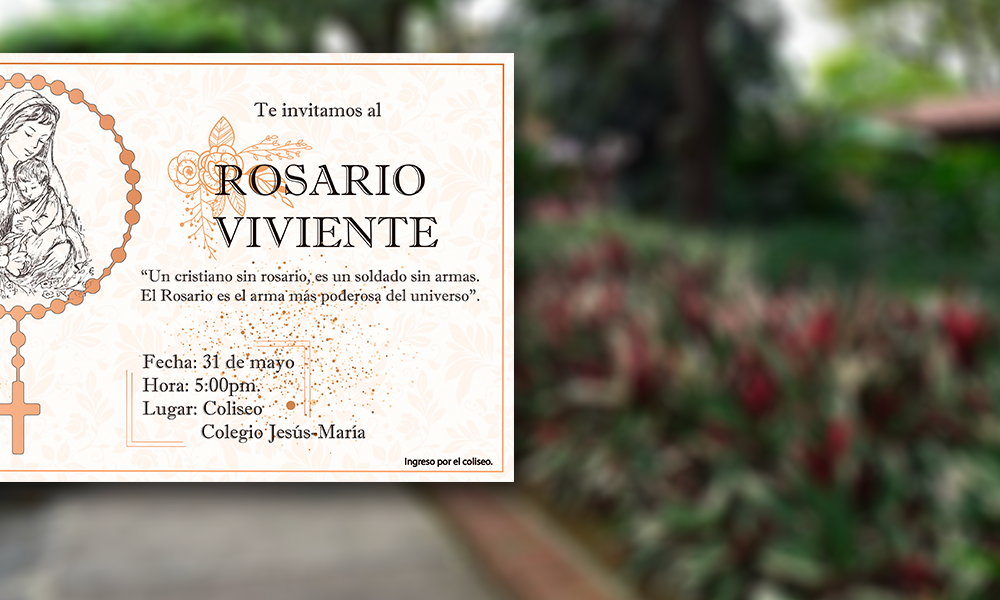 Te invitamos al
ROSARIO
VIVIENTE
“Un cristiano sin rosario, es un soldado sin armas.
El Rosario es el arma más poderosa del universo”.
Fecha: 31 de mayo
Hora: 5:00pm.
Lugar: Coliseo
Colegio Jesús-María
Ingreso por el coliseo.